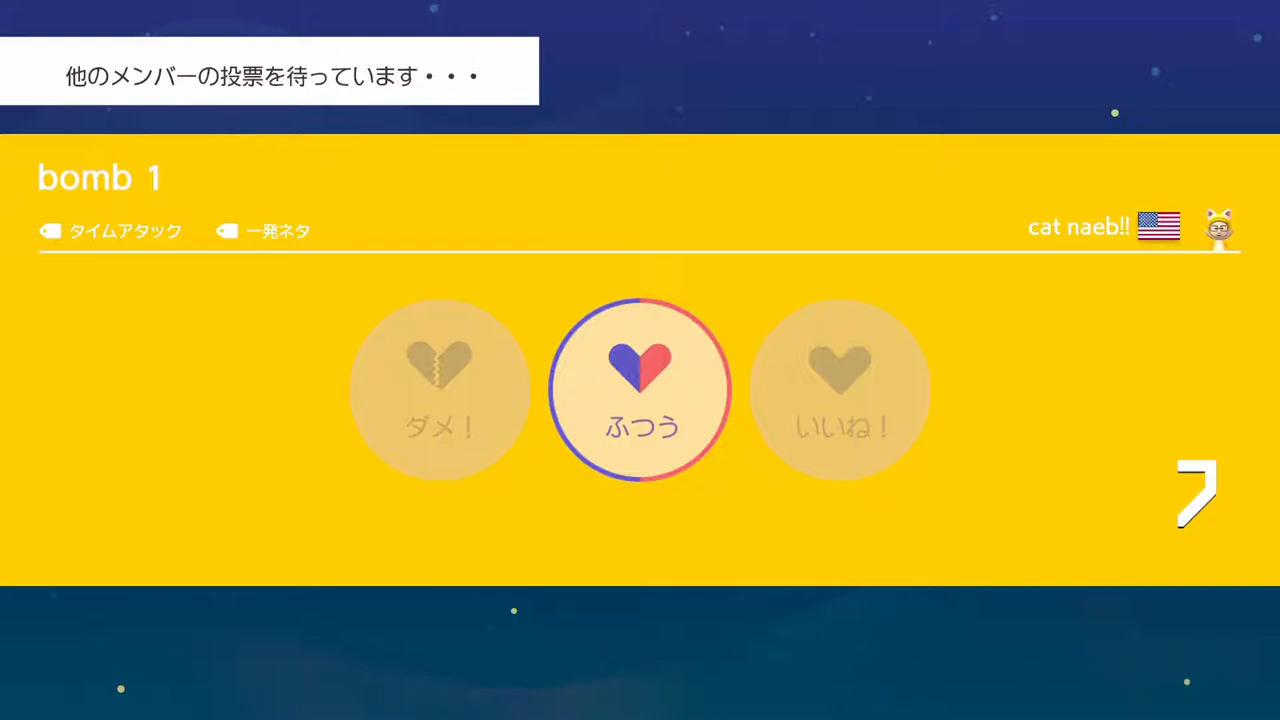 他のメンバーの投票を待っています・・・
bomb 1
タイムアタック 一発ネタ
cat naeb!!
ダメ！ ふつう いいね！
7